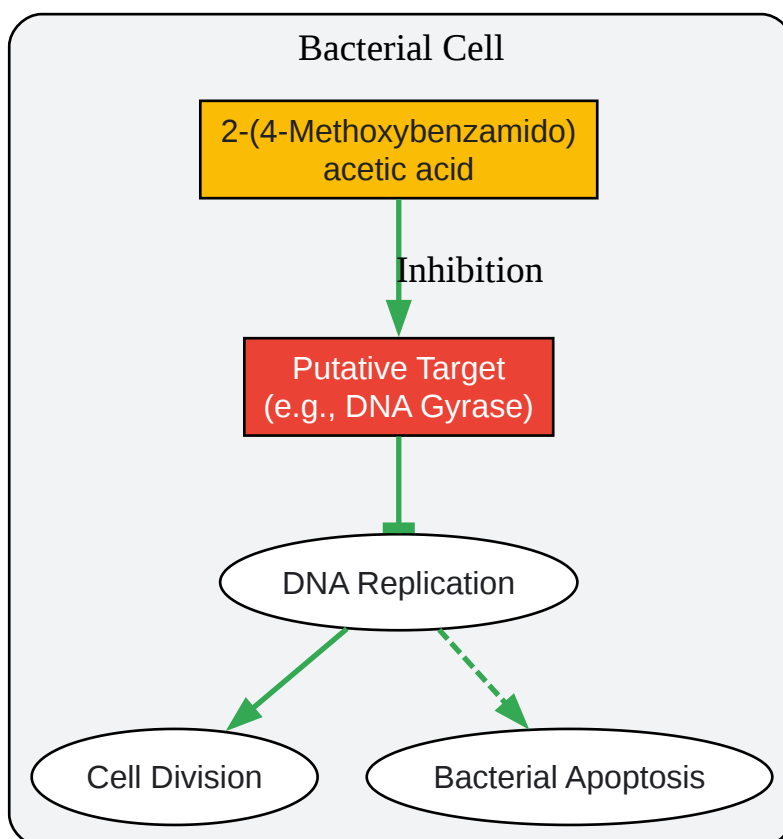 Bacterial Cell
2-(4-Methoxybenzamido)
acetic acid
Inhibition
Putative Target
(e.g., DNA Gyrase)
DNA Replication
Cell Division
Bacterial Apoptosis